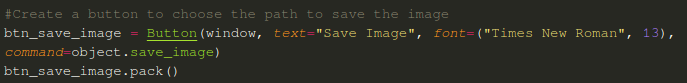 #Create a button to choose the path to save the image
btn_save_image = Button(window, text="Save Image", font=("Times New Roman", 13),
command=object.save_image)
btn_save_image.pack()